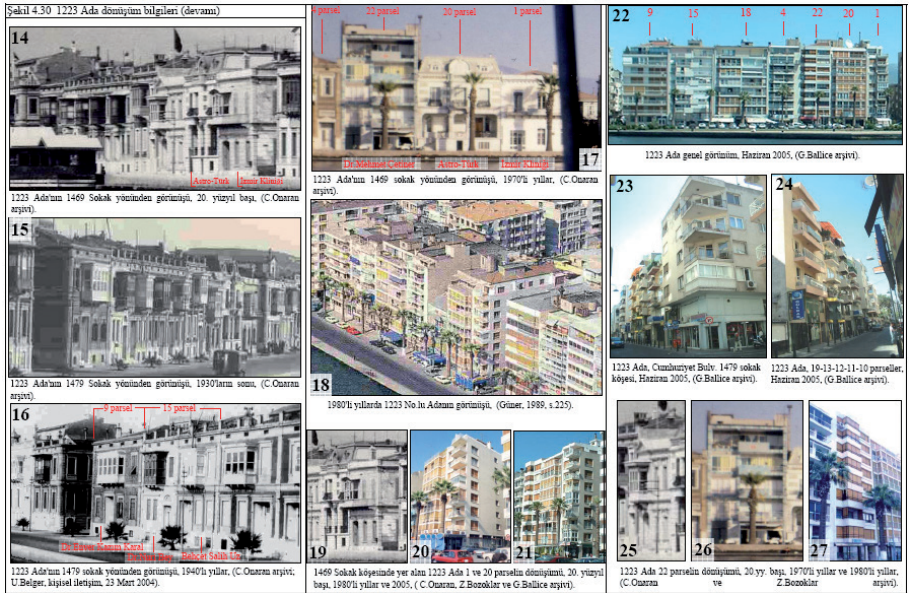 Şekil 4.30 1223 Ada dönüşüm bilgileri (devamı)
14
Astro-Türk İzmir Kliniği
1223 Ada'nın 1469 Sokak yönünden görünüşü, 20. yüzyıl başı, (C.Onaran
arşivi).
15
1223 Ada'nın 1479 Sokak yönünden görünüşü, 1930'ların sonu, (C.Onaran
arşivi).
16
9 parsel 15 parsel
Behçet Salih Uz
1223 Ada'nın 1479 sokak yönünden görünüşü, 1940'lı yıllar, (C.Onaran arşivi;
U.Belger, kişisel iletişim, 23 Mart 2004).
4 parsel 22 parsel 20 parsel 1 parsel
Astro-Türk İzmir Kliniği
17
1223 Ada'nın 1469 sokak yönünden görünüşü, 1970'li yıllar, (C.Onaran
arşivi).
18
1980'li yıllarda 1223 No.lu Adanın görünüşü, (Güner, 1989, s.225).
19 20 21
1469 Sokak köşesinde yer alan 1223 Ada 1 ve 20 parselin dönüşümü, 20. yüzyıl
başı, 1980'li yıllar ve 2005, ( C.Onaran, Z.Bozoklar ve G.Ballice arşivi).
22
9 15 18 4 22 20 1
1223 Ada genel görünüm, Haziran 2005, (G.Ballice arşivi).
23 24
1223 Ada, Cumhuriyet Bulv. 1479 sokak
köşesi, Haziran 2005, (G.Ballice arşivi).
1223 Ada, 19-13-12-11-10 parseller,
Haziran 2005, (G.Ballice arşivi).
25 26 27
1223 Ada 22 parselin dönüşümü, 20.yy. başı, 1970'li yıllar ve 1980'li yıllar,
(C.Onaran ve Z.Bozoklar arşivi).